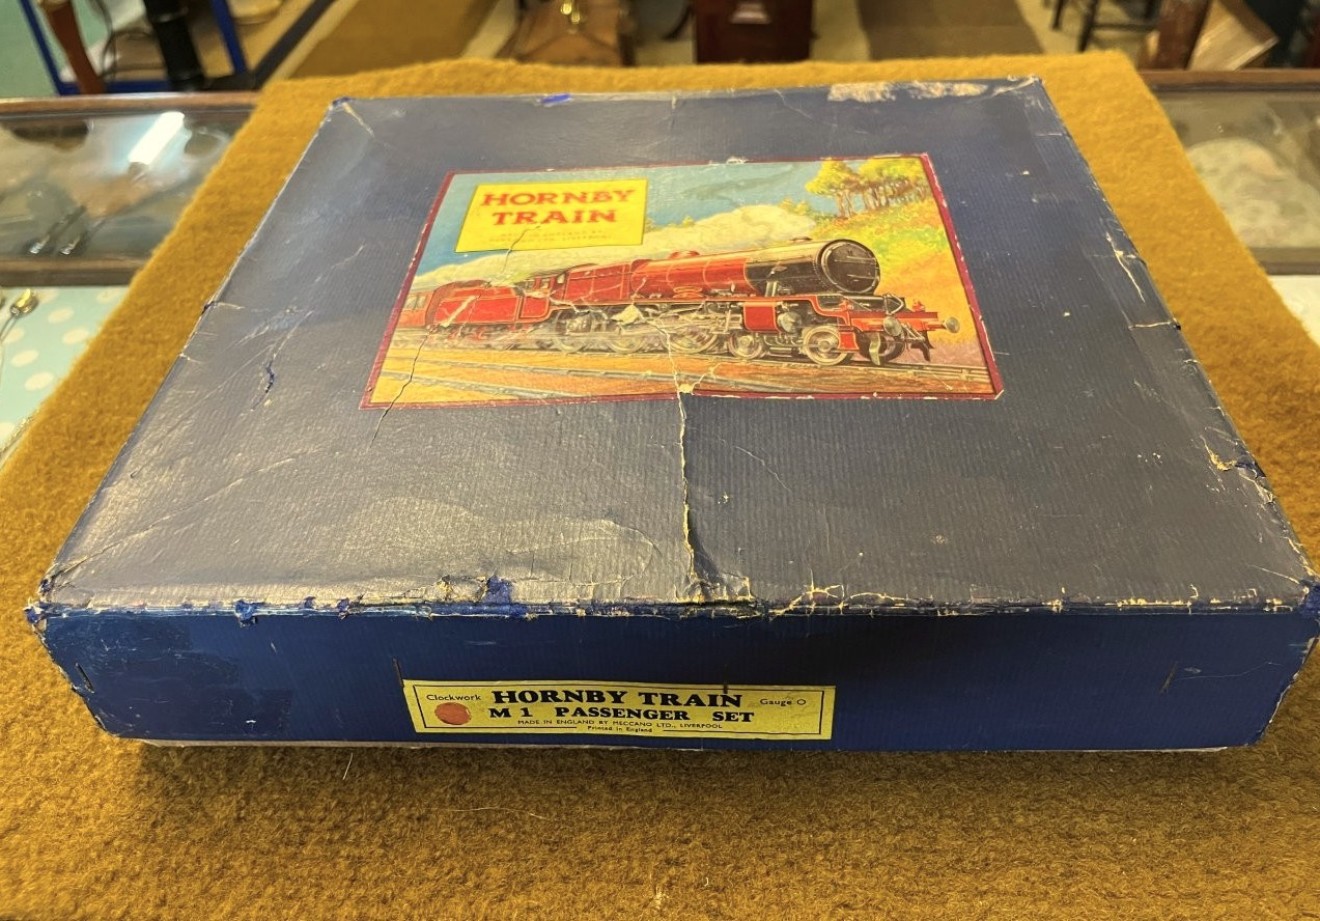 HORNBY
TRAIN
Clockwork HORNBY TRAIN Gauge O
M 1 PASSENGER SET
MADE IN ENGLAND BY MECCANO LTD., LIVERPOOL
Printed in England